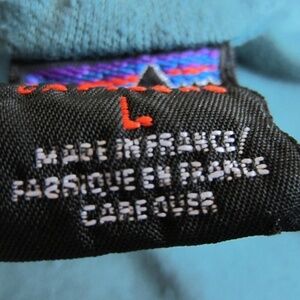 L
MADE IN FRANCE/
FABRIQUE EN FRANCE
CARE OVER